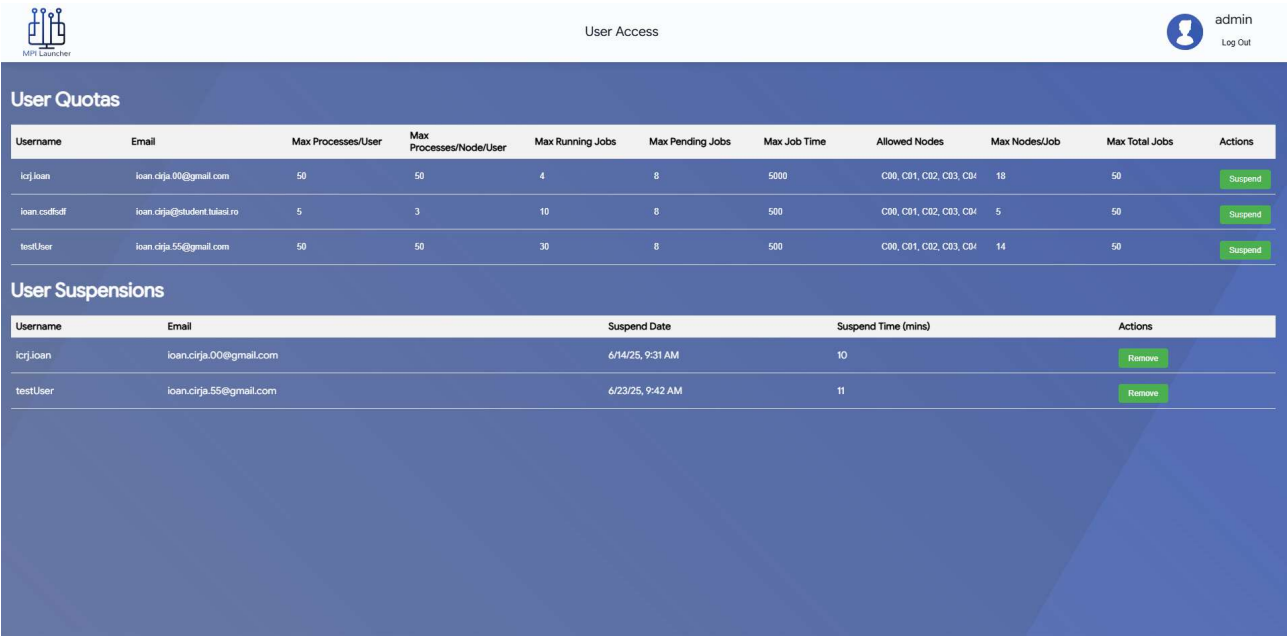 MPI Launcher
User Access
admin
Log Out
User Quotas
Username Email Max Processes/User Max Processes/Node/User Max Running Jobs Max Pending Jobs Max Job Time Allowed Nodes Max Nodes/Job Max Total Jobs Actions
icrj.ioan ioan.cirja.00@gmail.com 50 50 4 8 5000 C00, C01, C02, C03, C04 18 50 Suspend
ioan.csdfsdf ioan.cirja@student.tuiasi.ro 5 3 10 8 500 C00, C01, C02, C03, C04 5 50 Suspend
testUser ioan.cirja.55@gmail.com 50 50 30 8 500 C00, C01, C02, C03, C04 14 50 Suspend
User Suspensions
Username Email Suspend Date Suspend Time (mins) Actions
icrj.ioan ioan.cirja.00@gmail.com 6/14/25, 9:31 AM 10 Remove
testUser ioan.cirja.55@gmail.com 6/23/25, 9:42 AM 11 Remove